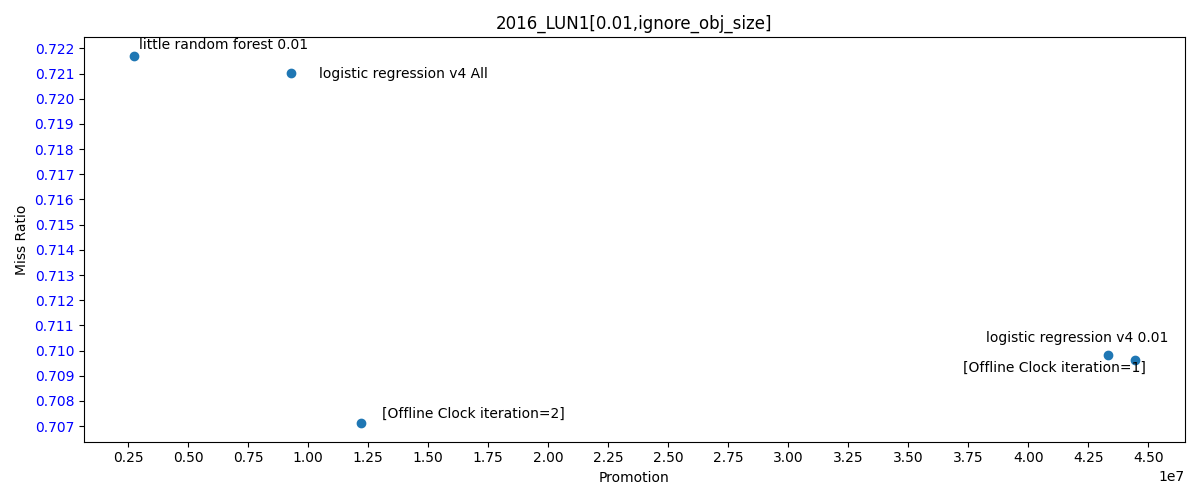 2016_LUN1[0.01,ignore_obj_size]
little random forest 0.01
logistic regression v4 All
logistic regression v4 0.01
[Offline Clock iteration=1]
[Offline Clock iteration=2]
Miss Ratio
0.722
0.721
0.720
0.719
0.718
0.717
0.716
0.715
0.714
0.713
0.712
0.711
0.710
0.709
0.708
0.707
0.25 0.50 0.75 1.00 1.25 1.50 1.75 2.00 2.25 2.50 2.75 3.00 3.25 3.50 3.75 4.00 4.25 4.50
1e7
Promotion